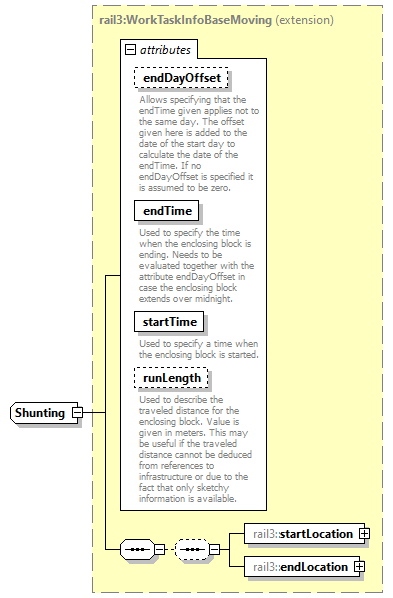 rail3:WorkTaskInfoBaseMoving (extension)
attributes
endDayOffset
Allows specifying that the
endTime given applies not to
the same day. The offset
given here is added to the
date of the start day to
calculate the date of the
endTime. If no
endDayOffset is specified it
is assumed to be zero.
endTime
Used to specify the time
when the enclosing block is
ending. Needs to be
evaluated together with the
attribute endDayOffset in
case the enclosing block
extends over midnight.
startTime
Used to specify a time when
the enclosing block is started.
runLength
Used to describe the
traveled distance for the
enclosing block. Value is
given in meters. This may
be useful if the traveled
distance cannot be deduced
from references to
infrastructure or due to the
fact that only sketchy
information is available.
Shunting
rail3::startLocation
rail3::endLocation